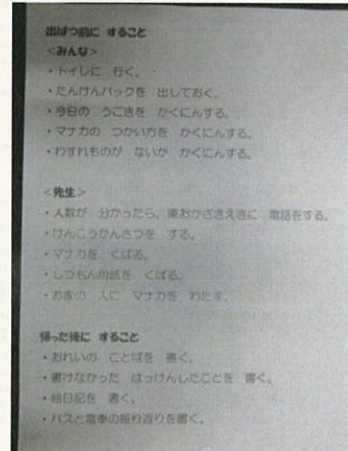 出ぱつ前に すること
<みんな>
・トイレに 行く。
・たんけんバックを 出しておく。
・今日の うごきを かくにんする。
・マナカの つかい方を かくにんする。
・わすれものが ないか かくにんする。
<先生>
・人数が 分かったら、東おかざきえきに 電話をする。
・けんこうかんさつを する。
・マナカを くばる。
・しつもん用紙を くばる。
・お家の 人に マナカを わたす。
帰った後に すること
・おれいの ことばを 書く。
・書けなかった はっけんしたことを 書く。
・絵日記を 書く。
・バスと電車の振り返りを書く。